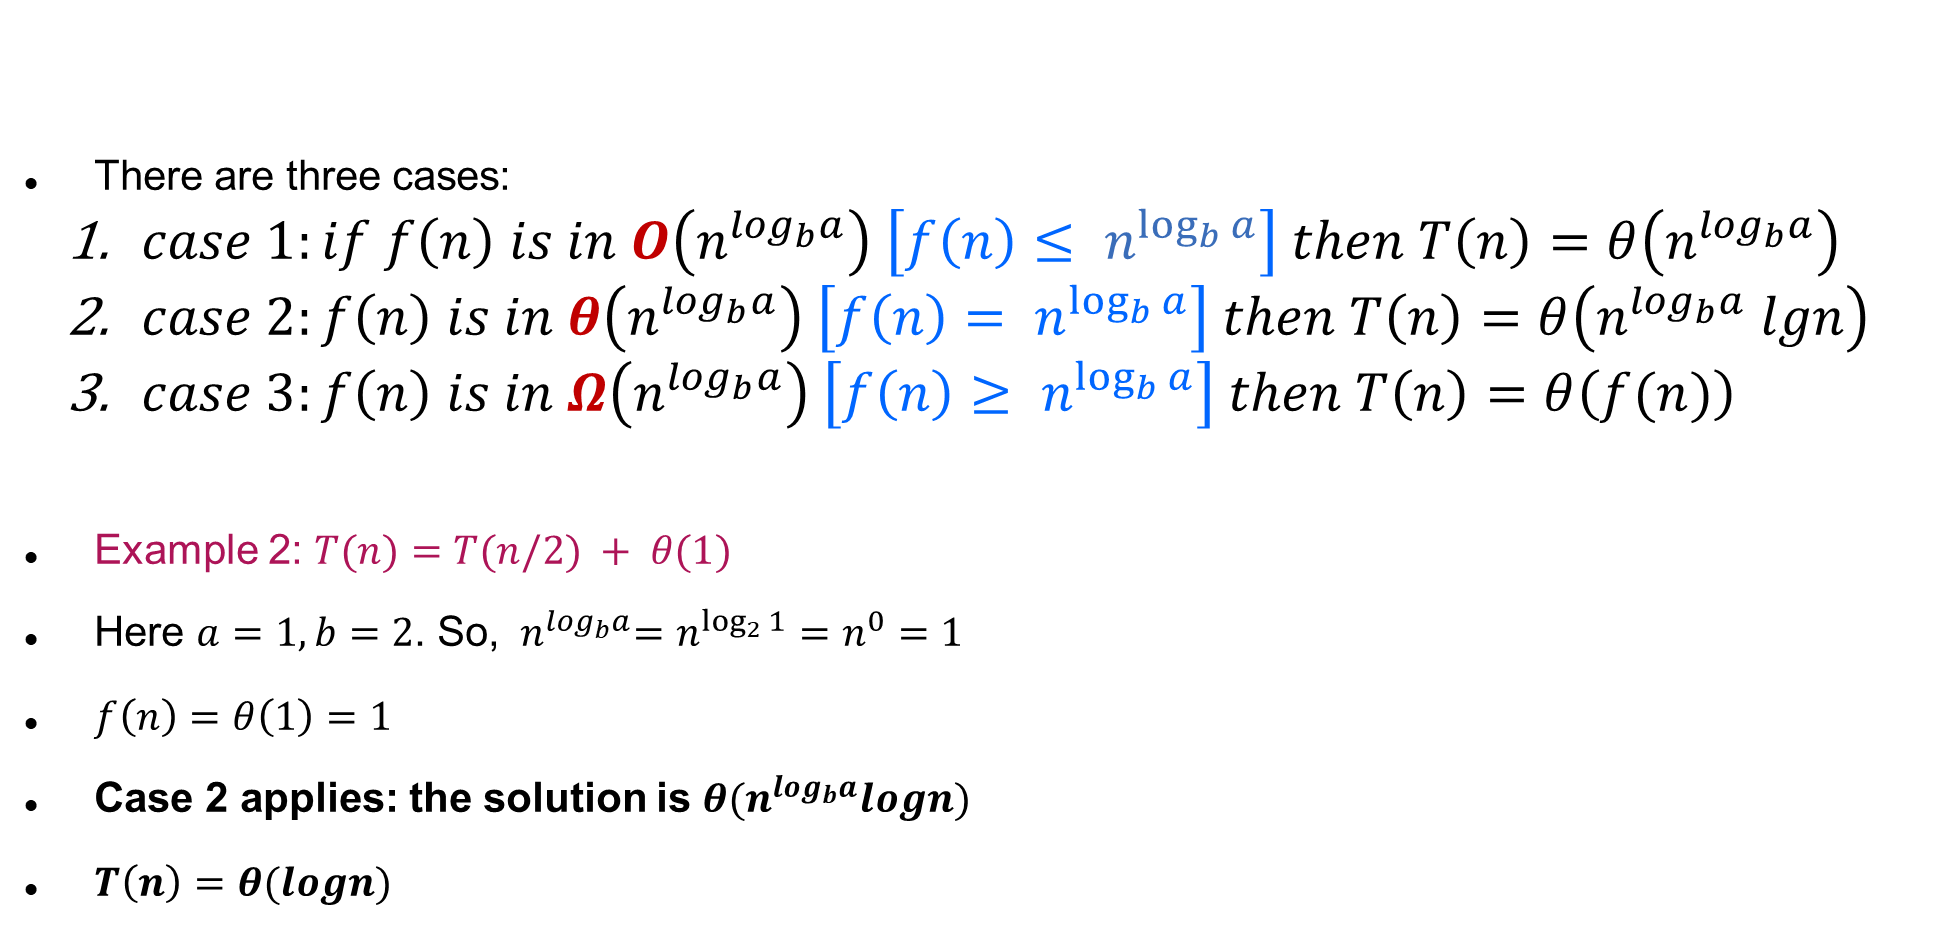 • There are three cases:
1. case 1: if f(n) is in O(n^{log_b a}) [f(n) ≤ n^{log_b a}] then T(n) = θ(n^{log_b a})
2. case 2: f(n) is in θ(n^{log_b a}) [f(n) = n^{log_b a}] then T(n) = θ(n^{log_b a} lgn)
3. case 3: f(n) is in Ω(n^{log_b a}) [f(n) ≥ n^{log_b a}] then T(n) = θ(f(n))
• Example 2: T(n) = T(n/2) + θ(1)
• Here a = 1, b = 2. So, n^{log_b a} = n^{log_2 1} = n^0 = 1
• f(n) = θ(1) = 1
• Case 2 applies: the solution is θ(n^{log_b a} logn)
• T(n) = θ(logn)